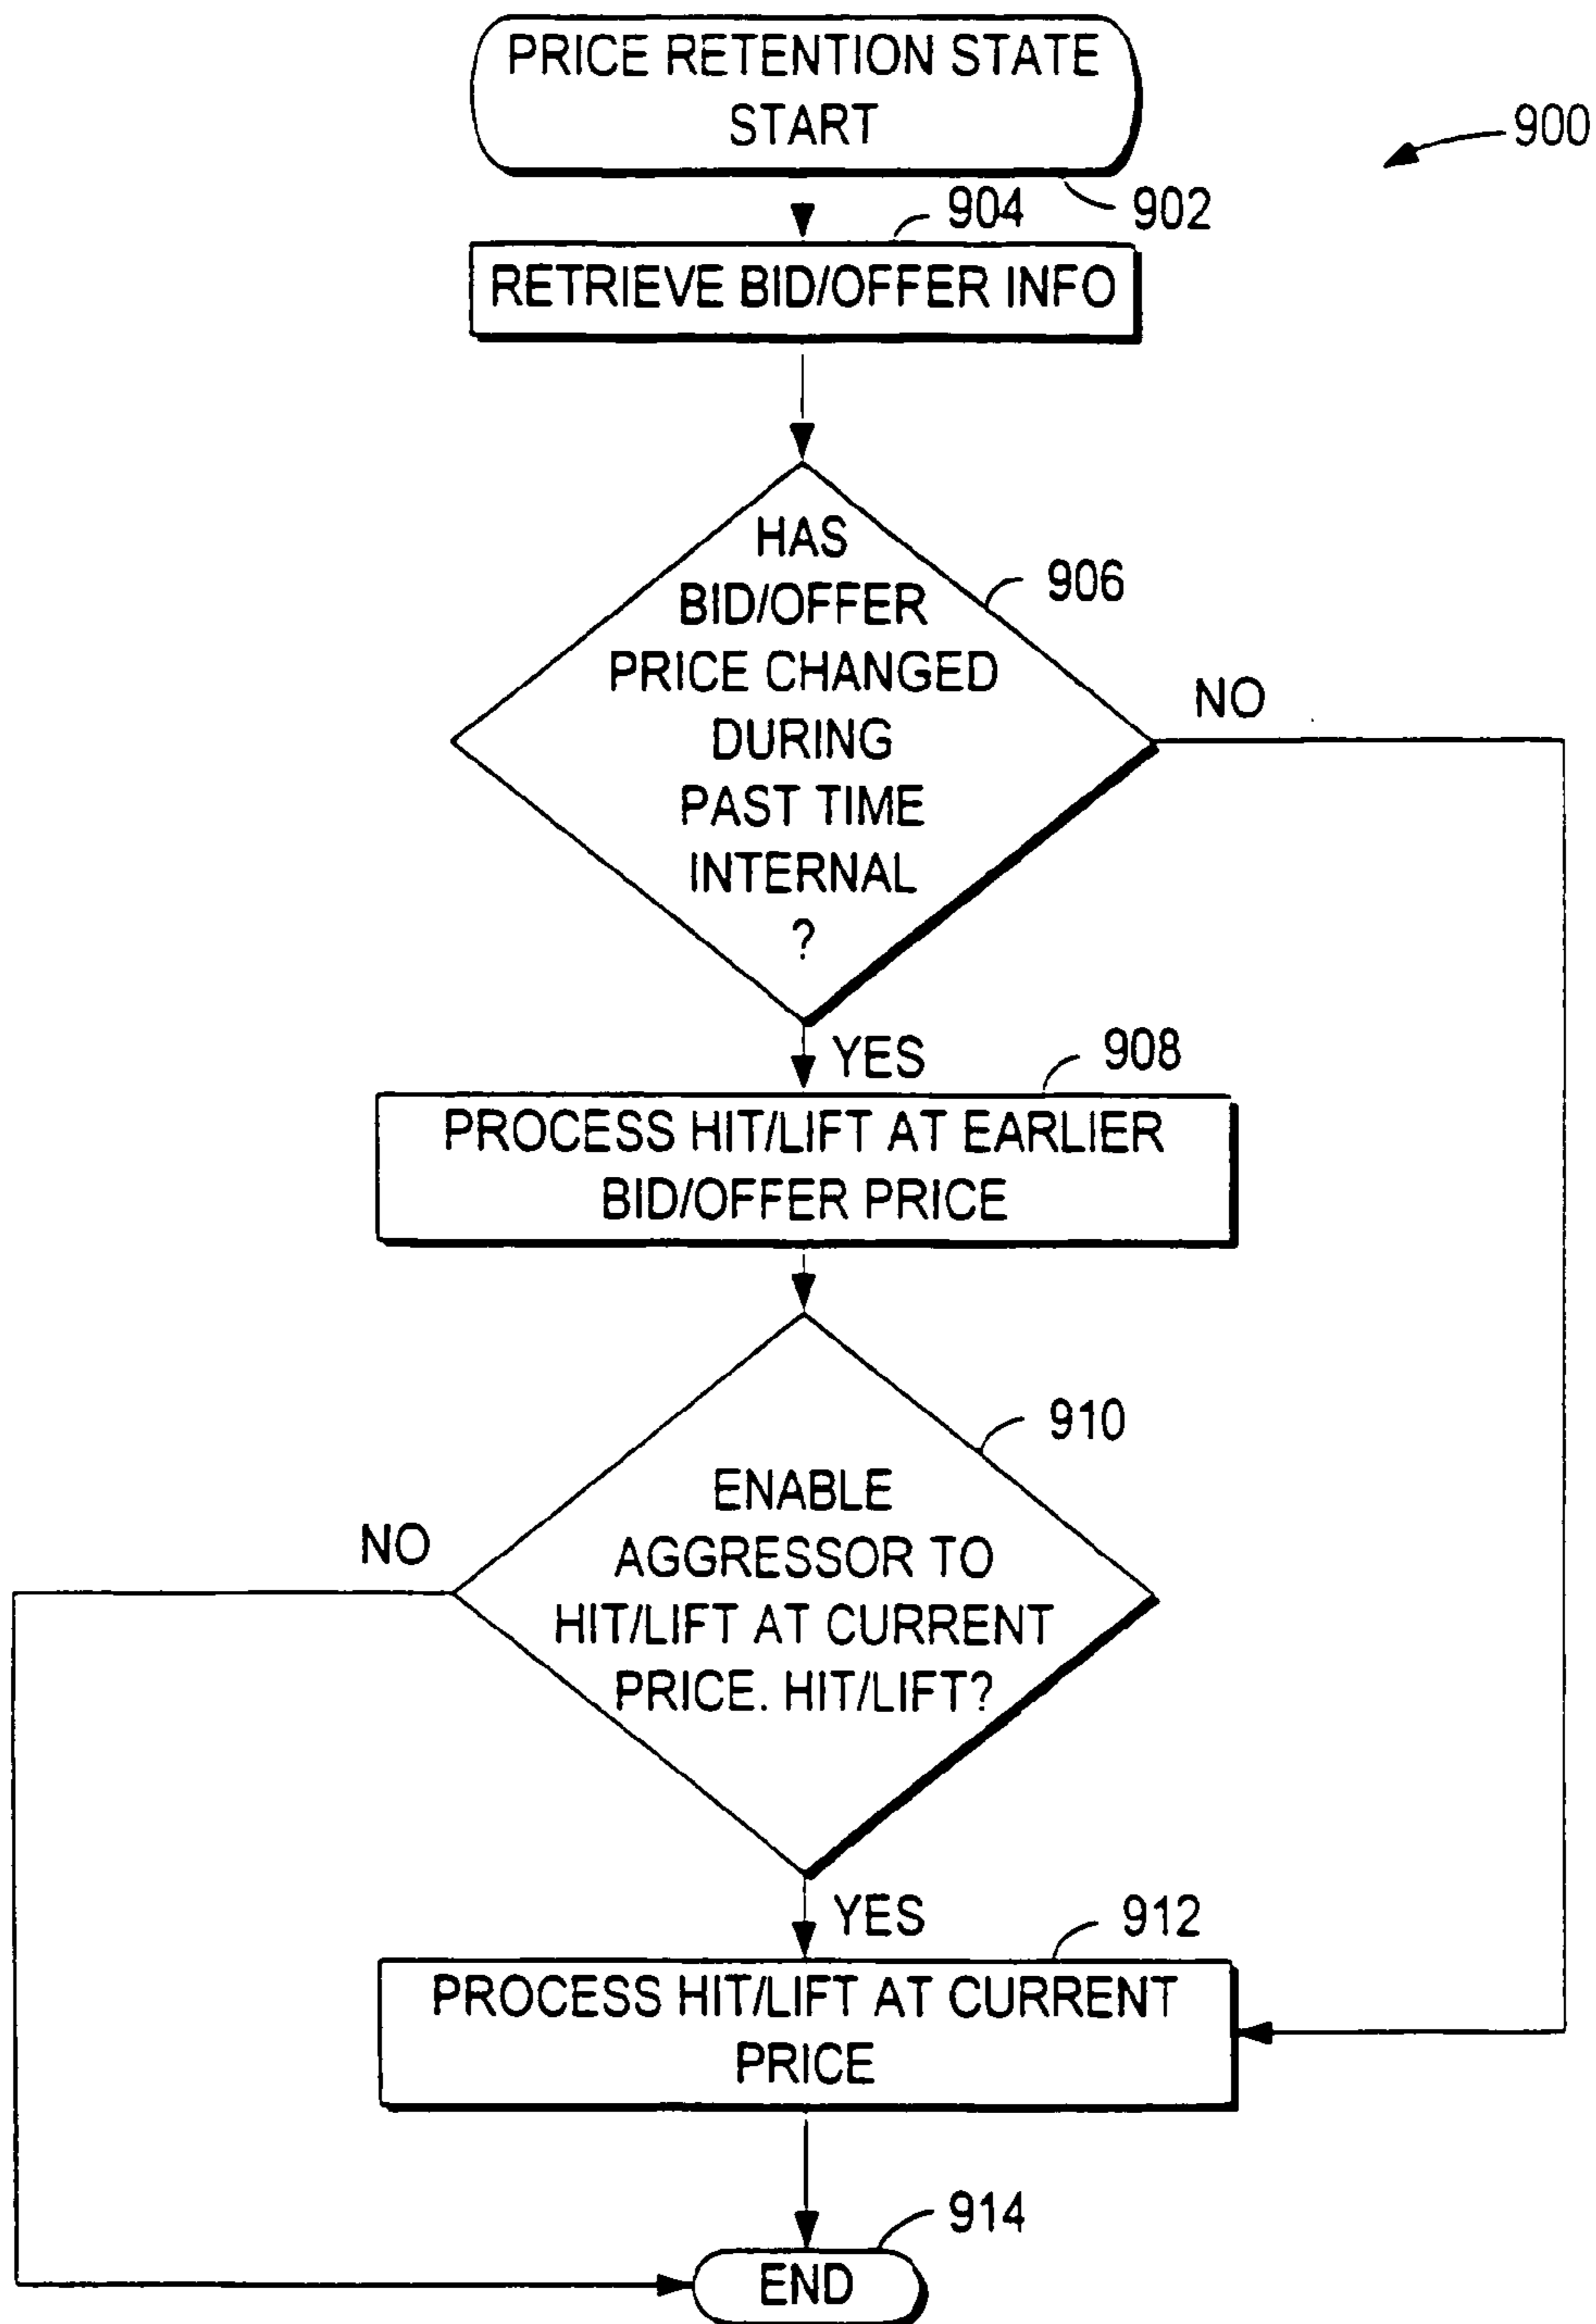 PRICE RETENTION STATE
START
900
902
904
RETRIEVE BID/OFFER INFO
HAS
BID/OFFER
PRICE CHANGED
DURING
PAST TIME
INTERNAL
?
906
NO
YES
908
PROCESS HIT/LIFT AT EARLIER
BID/OFFER PRICE
910
ENABLE
AGGRESSOR TO
HIT/LIFT AT CURRENT
PRICE. HIT/LIFT?
NO
YES
912
PROCESS HIT/LIFT AT CURRENT
PRICE
914
END